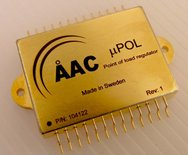 ÅAC µPOL
Point of load regulator
Made in Sweden
P/N: 104122
Rev: 1